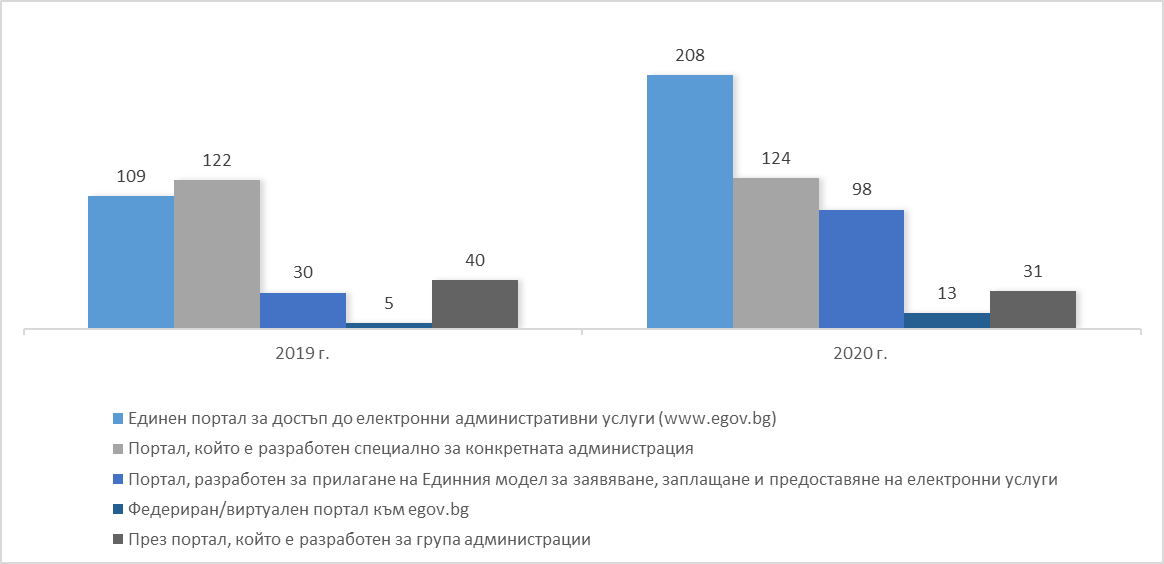 208
109
122
124
98
30
5
40
13
31
2019 г.
2020 г.
Единен портал за достъп до електронни административни услуги (www.egov.bg)
Портал, който е разработен специално за конкретната администрация
Портал, разработен за прилагане на Единния модел за заявяване, заплащане и предоставяне на електронни услуги
Федериран/виртуален портал към egov.bg
През портал, който е разработен за група администрации